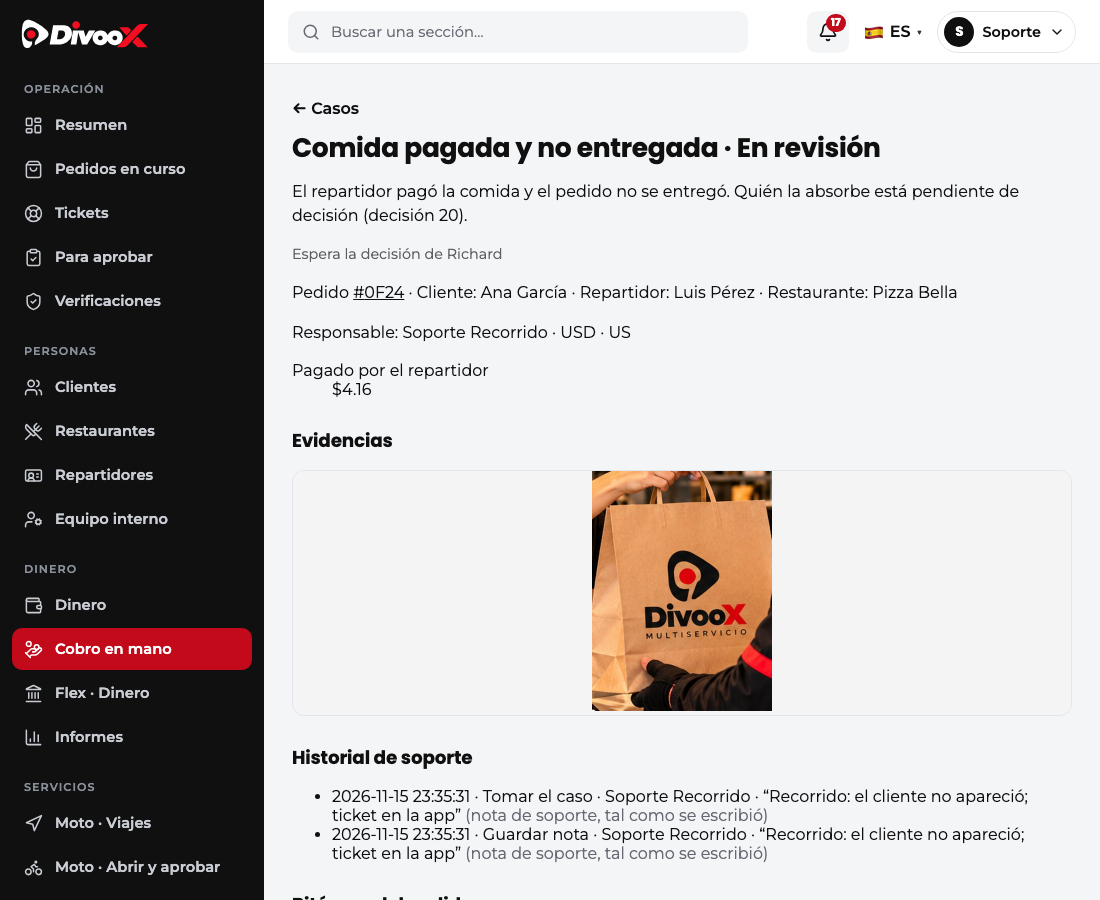 DivooX
Buscar una sección...
17
ES
S
Soporte
OPERACIÓN
Resumen
Pedidos en curso
Tickets
Para aprobar
Verificaciones
PERSONAS
Clientes
Restaurantes
Repartidores
Equipo interno
DINERO
Dinero
Cobro en mano
Flex · Dinero
Informes
SERVICIOS
Moto · Viajes
Moto · Abrir y aprobar
← Casos
Comida pagada y no entregada · En revisión
El repartidor pagó la comida y el pedido no se entregó. Quién la absorbe está pendiente de
decisión (decisión 20).
Espera la decisión de Richard
Pedido #0F24 · Cliente: Ana García · Repartidor: Luis Pérez · Restaurante: Pizza Bella
Responsable: Soporte Recorrido · USD · US
Pagado por el repartidor
$4.16
Evidencias
DivooX
MULTISERVICIO
Historial de soporte
• 2026-11-15 23:35:31 · Tomar el caso · Soporte Recorrido · “Recorrido: el cliente no apareció;
ticket en la app” (nota de soporte, tal como se escribió)
• 2026-11-15 23:35:31 · Guardar nota · Soporte Recorrido · “Recorrido: el cliente no apareció;
ticket en la app” (nota de soporte, tal como se escribió)